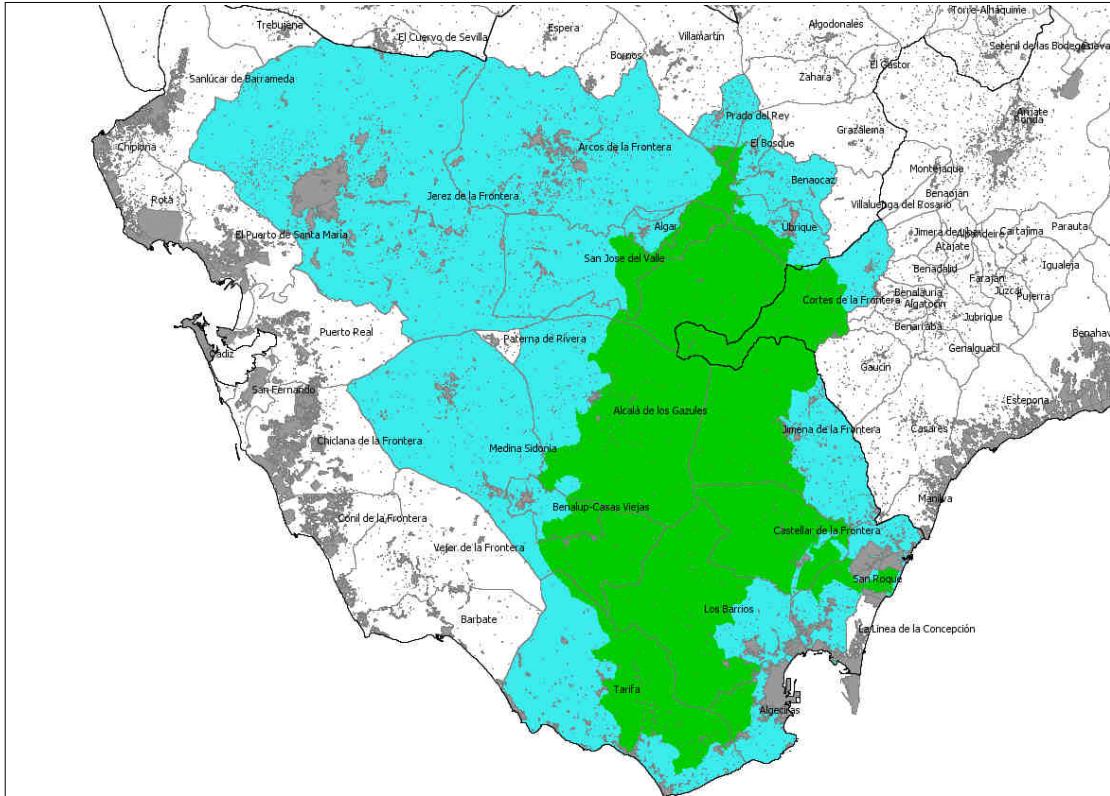 Torre-Alháquime
Trebujena
Espera
Algodonales
El Cuervo de Sevilla
Villamartin
Setenil de las Bodegas
Bornos
El Gastor
Zahara
Sanlúcar de Barrameda
Prado del Rey
Arriate
Ronda
Grazalema
Chipiona
Arcos de la Frontera
El Bosque
Montejaque
Benaocaz
Benaoján
Jerez de la Frontera
Rota
Villaluenga del Rosario
Algar
Ubrique
Parauta
Cartajima
El Puerto de Santa María
Atajate
San Jose del Valle
Igualeja
Benadalid
Faraján
Júzcar
Pujerra
Cortes de la Frontera
Benalauría
Algatocín
Jubrique
Puerto Real
Paterna de Rivera
Benarrabá
Cádiz
Genalguacil
Gaucín
San Fernando
Estepona
Alcalá de los Gazules
Chiclana de la Frontera
Jimena de la Frontera
Casares
Medina Sidonia
Manilva
Benalup-Casas Viejas
Conil de la Frontera
Castellar de la Frontera
Vejer de la Frontera
San Roque
Los Barrios
Barbate
La Línea de la Concepción
Tarifa
Algeciras